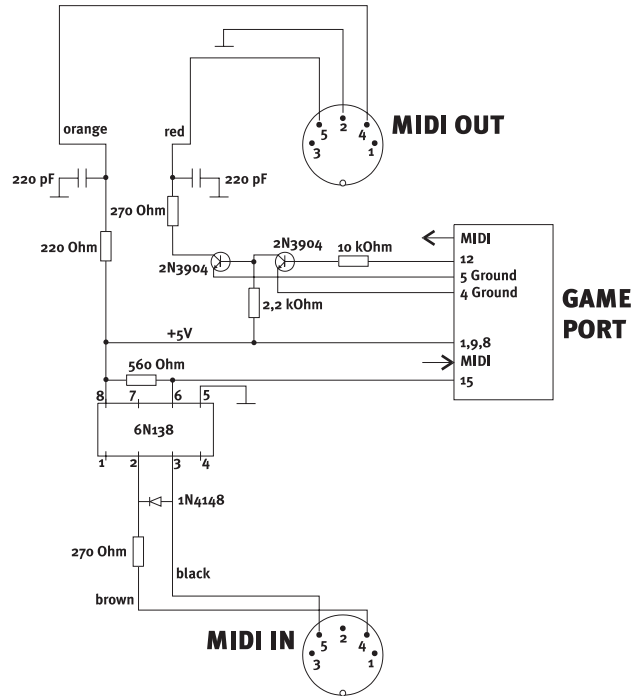 MIDI OUT
5
2
4
3
1
orange
red
220 pF
220 pF
270 Ohm
220 Ohm
2N3904
2N3904
10 kOhm
MIDI
12
5 Ground
4 Ground
GAME
PORT
2,2 kOhm
+5V
1,9,8
MIDI
15
560 Ohm
8
7
6
5
6N138
1
2
3
4
1N4148
270 Ohm
black
brown
MIDI IN
5
2
4
3
1